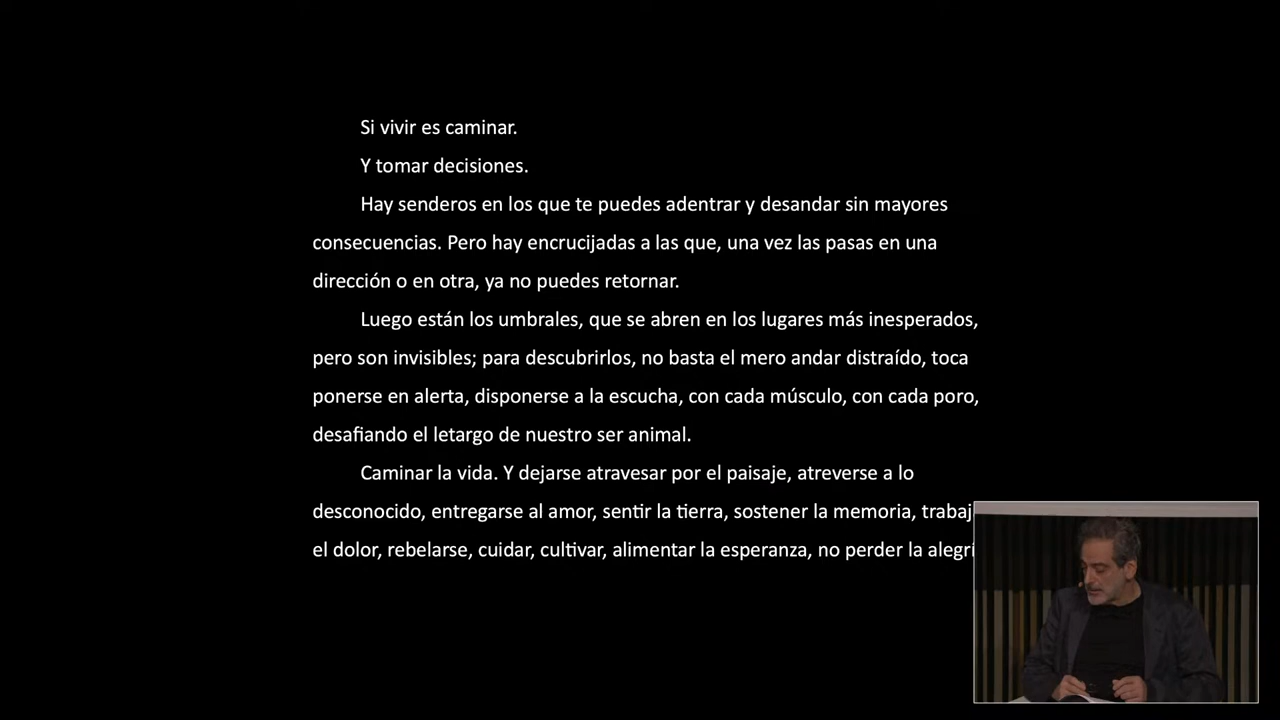 Si vivir es caminar.
Y tomar decisiones.
Hay senderos en los que te puedes adentrar y desandar sin mayores
consecuencias. Pero hay encrucijadas a las que, una vez las pasas en una
dirección o en otra, ya no puedes retornar.
Luego están los umbrales, que se abren en los lugares más inesperados,
pero son invisibles; para descubrirlos, no basta el mero andar distraído, toca
ponerse en alerta, disponerse a la escucha, con cada músculo, con cada poro,
desafiando el letargo de nuestro ser animal.
Caminar la vida. Y dejarse atravesar por el paisaje, atreverse a lo
desconocido, entregarse al amor, sentir la tierra, sostener la memoria,
el dolor, rebelarse, cuidar, cultivar, alimentar la esperanza, no perder la